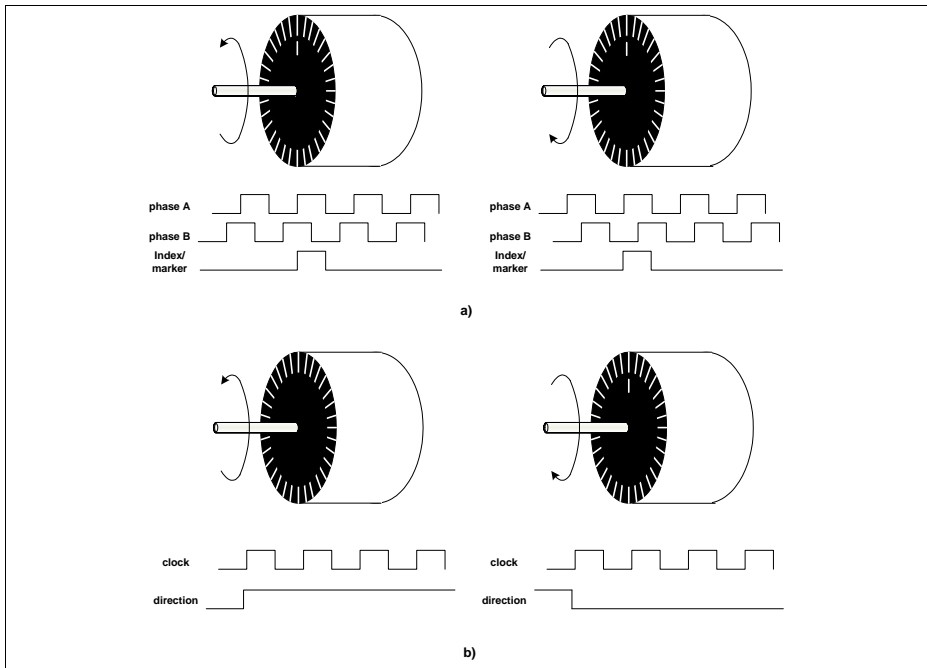 phase A
phase B
Index/
marker
phase A
phase B
Index/
marker
a)
clock
direction
clock
direction
b)